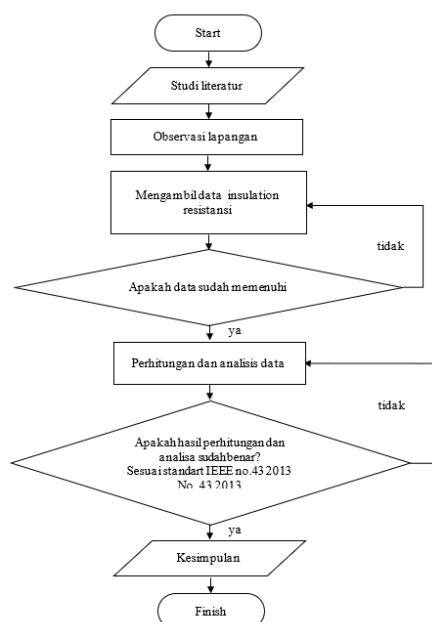 Start
Studi literatur
Observasi lapangan
Mengambil data insulation
resistansi
tidak
Apakah data sudah memenuhi
ya
Perhitungan dan analisis data
tidak
Apakah hasil perhitungan dan
analisa sudah benar?
Sesuai standart IEEE no.43 2013
No. 43 2013
ya
Kesimpulan
Finish